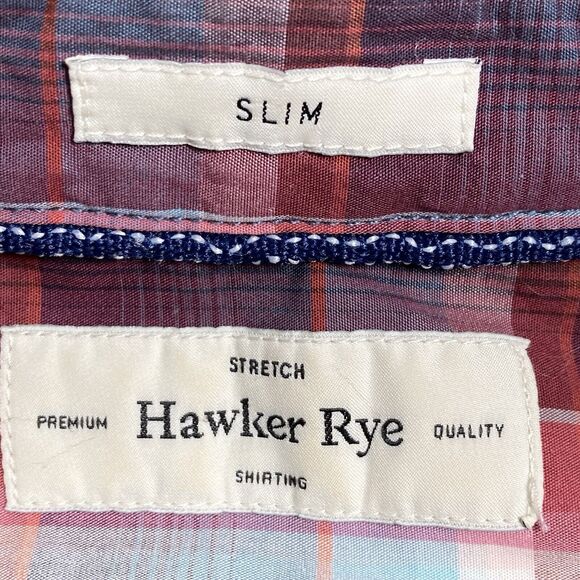 SLIM
STRETCH
PREMIUM Hawker Rye QUALITY
SHIRTING